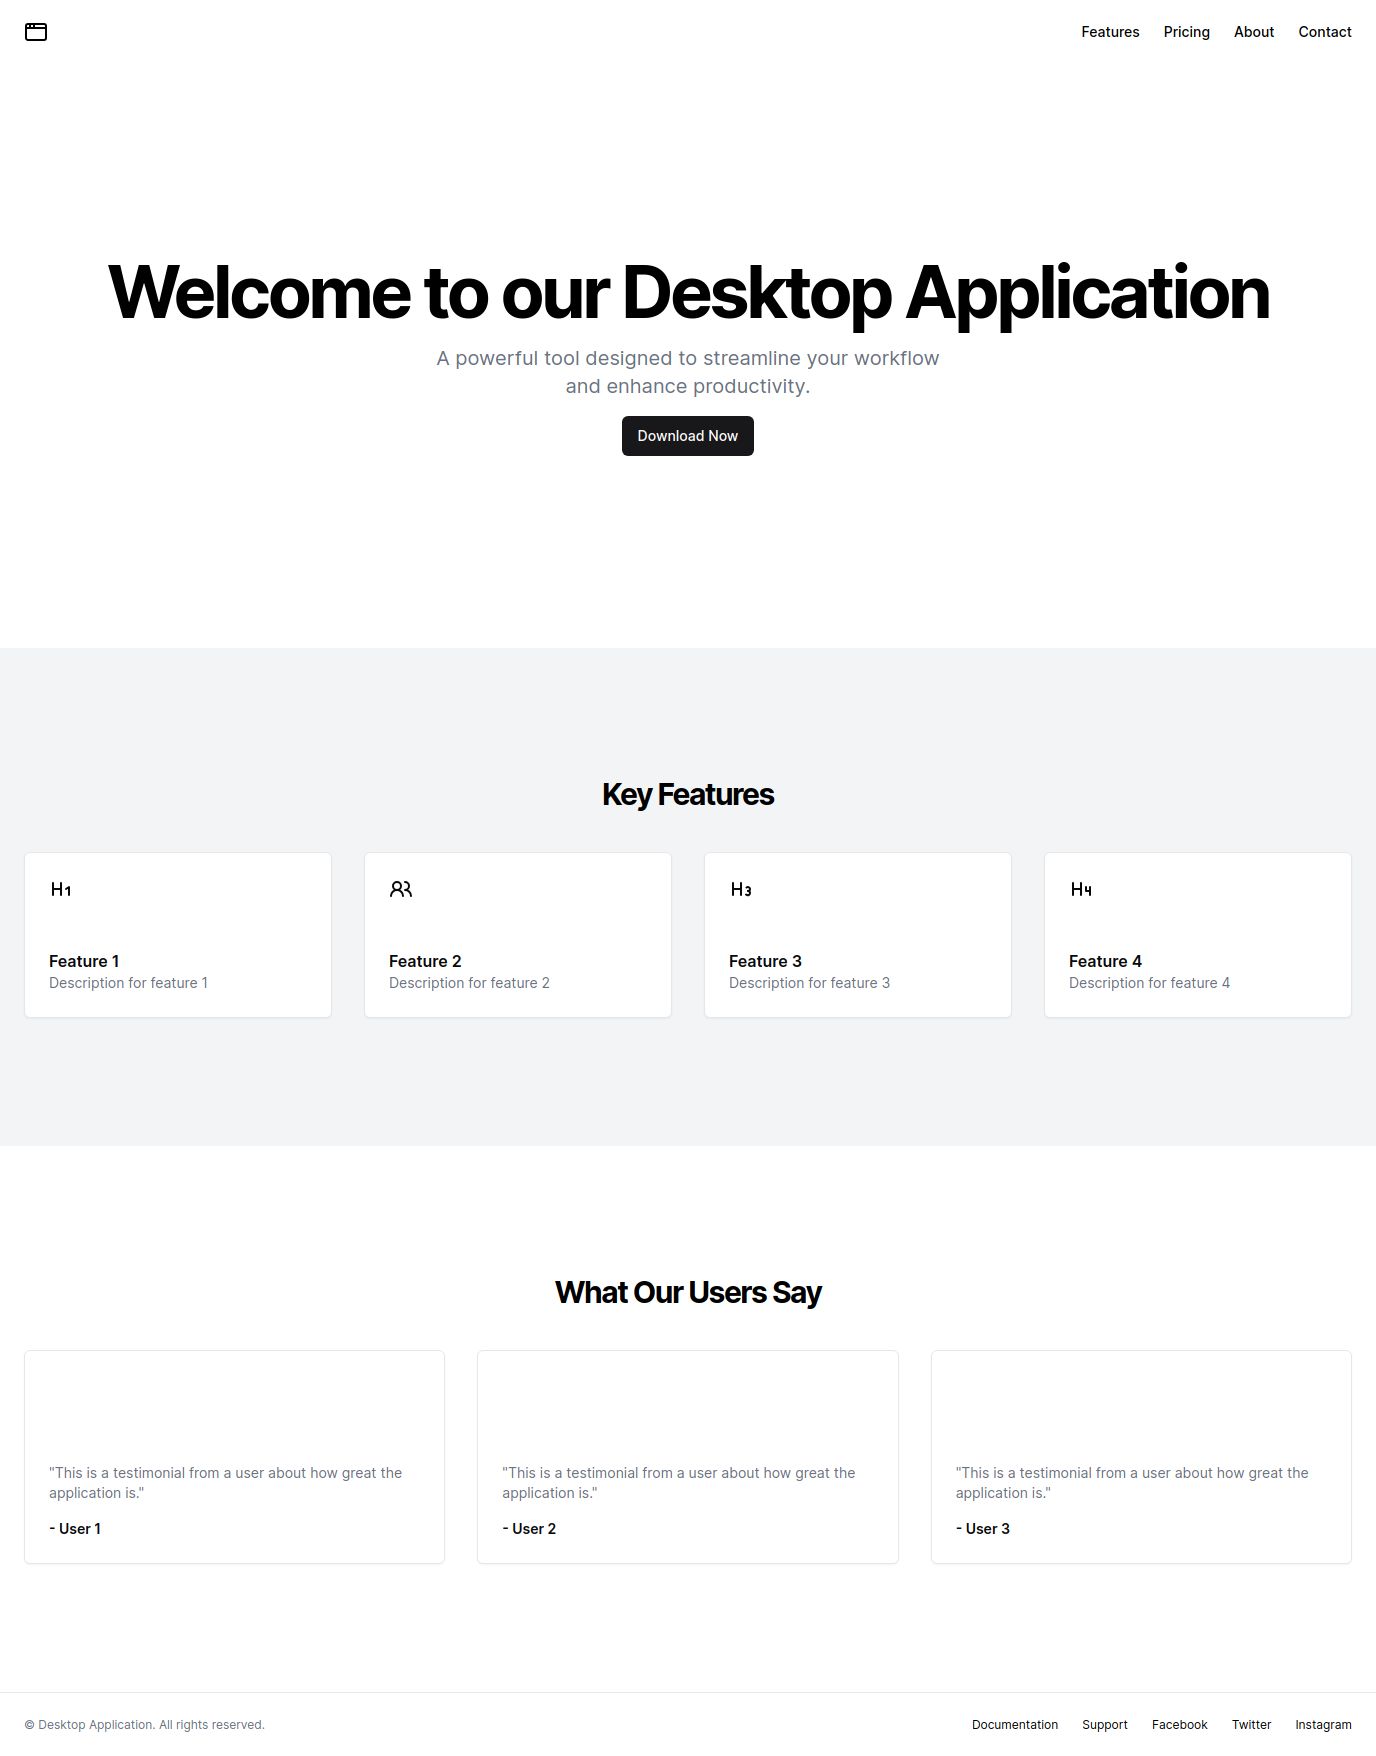 Features Pricing About Contact
Welcome to our Desktop Application
A powerful tool designed to streamline your workflow
and enhance productivity.
Download Now
Key Features
H1
Feature 1
Description for feature 1
Feature 2
Description for feature 2
H3
Feature 3
Description for feature 3
H4
Feature 4
Description for feature 4
What Our Users Say
"This is a testimonial from a user about how great the
application is."
- User 1
"This is a testimonial from a user about how great the
application is."
- User 2
"This is a testimonial from a user about how great the
application is."
- User 3
© Desktop Application. All rights reserved.
Documentation Support Facebook Twitter Instagram